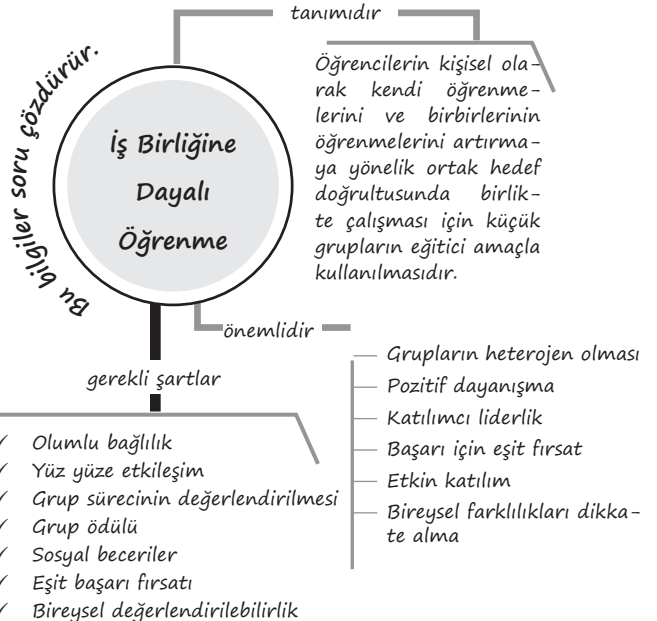 tanımıdır
Öğrencilerin kişisel ola-
rak kendi öğrenme-
lerini ve birbirlerinin
öğrenmelerini artırma-
ya yönelik ortak hedef
doğrultusunda birlik-
te çalışması için küçük
grupların eğitici amaçla
kullanılmasıdır.
Bu bilgiler soru çözdürür.
İş Birliğine
Dayalı
Öğrenme
önemlidir
Grupların heterojen olması
Pozitif dayanışma
Katılımcı liderlik
Başarı için eşit fırsat
Etkin katılım
Bireysel farklılıkları dikka-
te alma
gerekli şartlar
✓ Olumlu bağlılık
✓ Yüz yüze etkileşim
✓ Grup sürecinin değerlendirilmesi
✓ Grup ödülü
✓ Sosyal beceriler
✓ Eşit başarı fırsatı
✓ Bireysel değerlendirilebilirlik